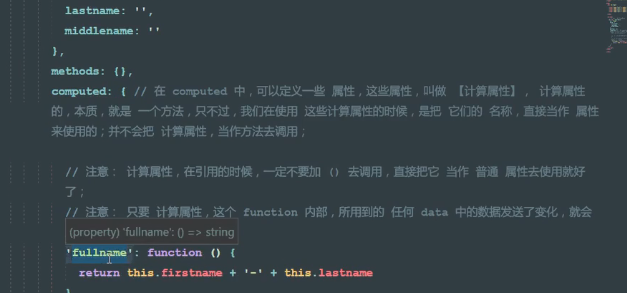 lastname: '',
middlename: ''
},
methods: {},
computed: { // 在 computed 中，可以定义一些 属性，这些属性，叫做 【计算属性】， 计算属性
的，本质，就是 一个方法，只不过，我们在使用 这些计算属性的时候，是把 它们的 名称，直接当作 属性
来使用的；并不会把 计算属性，当作方法去调用；
// 注意： 计算属性，在引用的时候，一定不要加 () 去调用，直接把它 当作 普通 属性去使用就好
了；
// 注意： 只要 计算属性，这个 function 内部，所用到的 任何 data 中的数据发送了变化，就会
(property) 'fullname': () => string
'fullname': function () {
return this.firstname + '-' + this.lastname
}